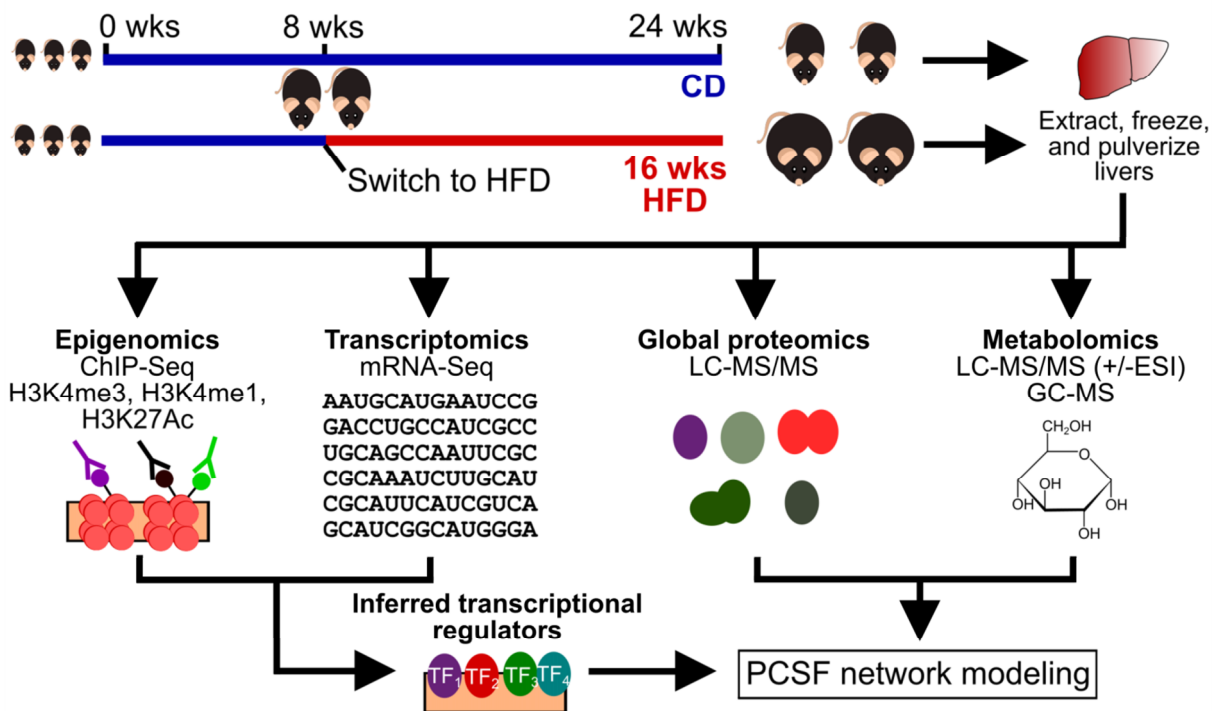 0 wks
8 wks
24 wks
CD
Switch to HFD
16 wks
HFD
Extract, freeze,
and pulverize
livers
Epigenomics
ChIP-Seq
H3K4me3, H3K4me1,
H3K27Ac
Transcriptomics
mRNA-Seq
AAUGCAUGAAUCCG
GACCUGCCAUCGCC
UGCAGCCAAUUCGC
CGCAAAUCUUGCAU
CGCAUUCAUCGUCA
GCAUCGGCAUGGGA
Global proteomics
LC-MS/MS
Metabolomics
LC-MS/MS (+/-ESI)
GC-MS
CH₂OH
O
OH
OH
OH
OH
Inferred transcriptional
regulators
TF₁ TF₂ TF₃ TF₄
PCSF network modeling